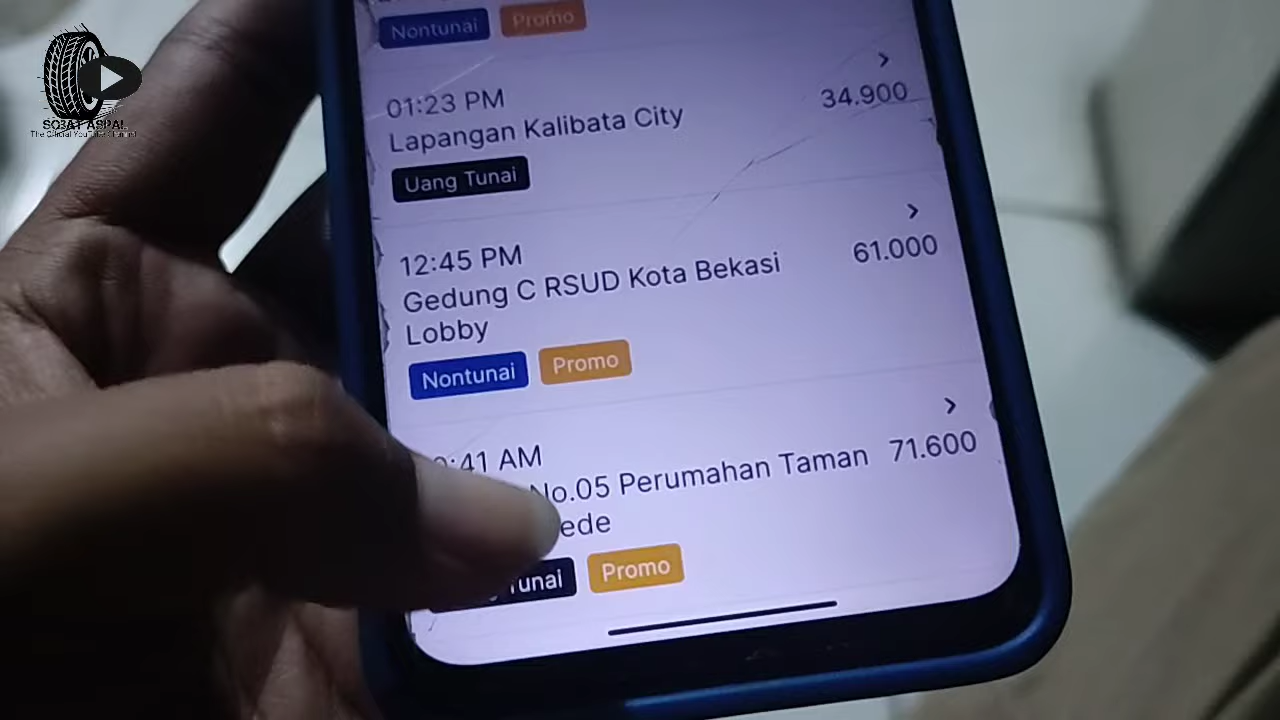 Nontunai
Promo
01:23 PM
34.900
Lapangan Kalibata City
Uang Tunai
12:45 PM
61.000
Gedung C RSUD Kota Bekasi
Lobby
Nontunai
Promo
:41 AM
71.600
No.05 Perumahan Taman
ede
Tunai
Promo
SOBAT ASPAL